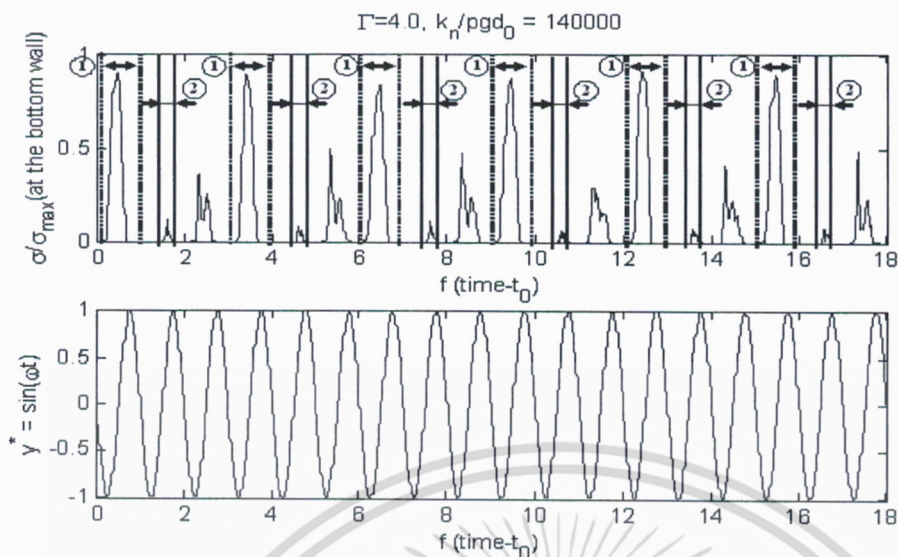 Γ=4.0, k_n/pgd_0 = 140000
σ/σ_max(at the bottom wall)
1
0.5
0
① ① ① ① ① ①
② ② ② ② ② ②
0 2 4 6 8 10 12 14 16 18
f (time-t_0)
y* = sin(ωt)
1
0.5
0
-0.5
-1
0 2 4 6 8 10 12 14 16 18
f (time-t_0)